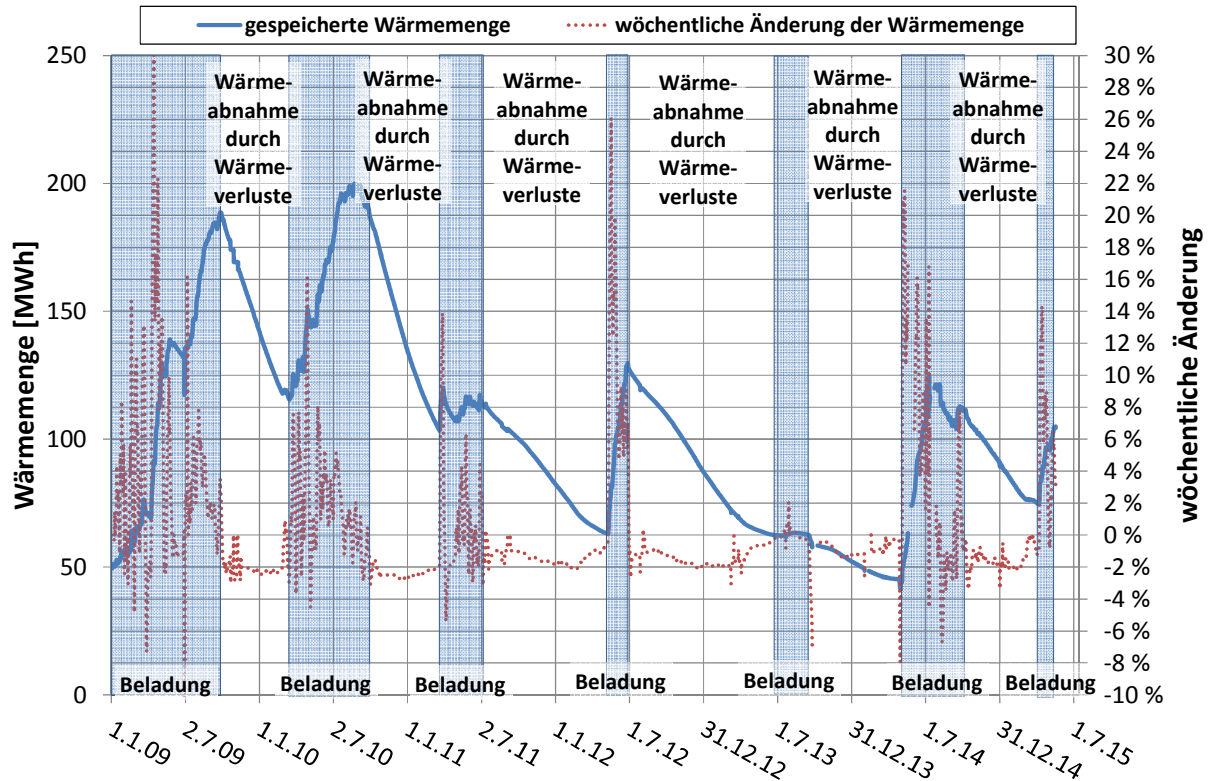 gespeicherte Wärmemenge wöchentliche Änderung der Wärmemenge
Wärmemenge [MWh]
250
200
150
100
50
0
Wärme-
abnahme
durch
Wärme-
verluste
Wärme-
abnahme
durch
Wärme-
verluste
Wärme-
abnahme
durch
Wärme-
verluste
Wärme-
abnahme
durch
Wärme-
verluste
Wärme-
abnahme
durch
Wärme-
verluste
Wärme-
abnahme
durch
Wärme-
verluste
Beladung Beladung Beladung Beladung Beladung Beladung Beladung
30 %
28 %
26 %
24 %
22 %
20 %
18 %
16 %
14 %
12 %
10 %
8 %
6 %
4 %
2 %
0 %
-2 %
-4 %
-6 %
-8 %
-10 %
wöchentliche Änderung
1.1.09 2.7.09 1.1.10 2.7.10 1.1.11 2.7.11 1.1.12 1.7.12 31.12.12 1.7.13 31.12.13 1.7.14 31.12.14 1.7.15